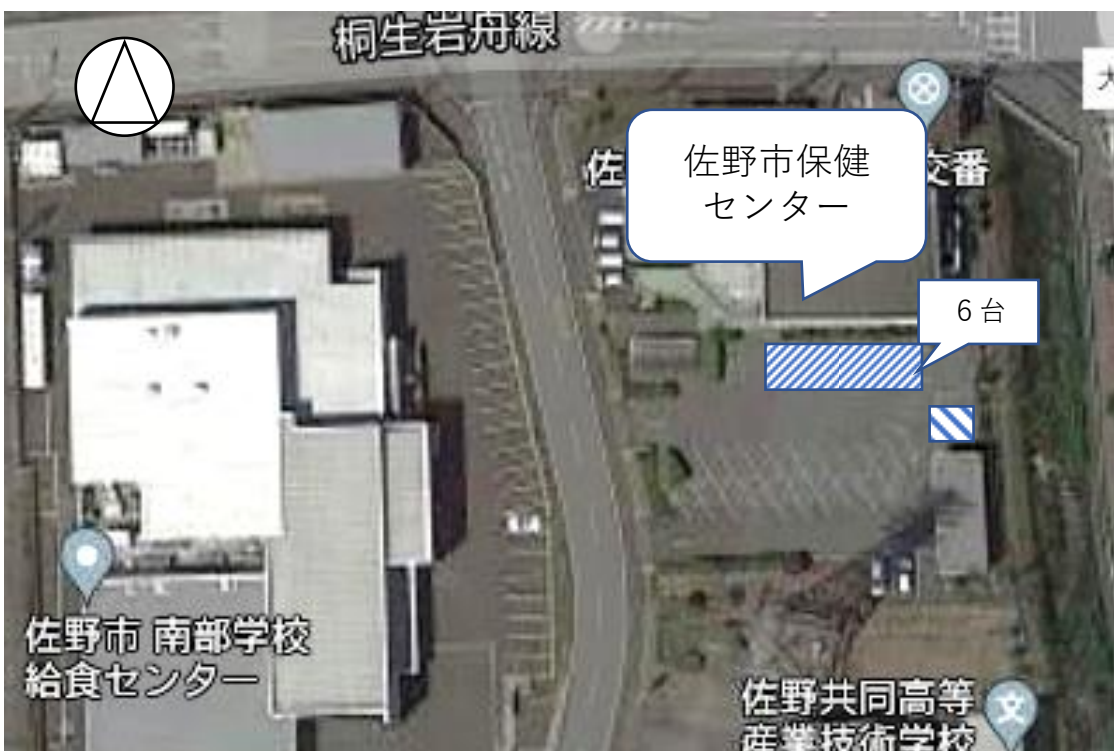 桐生岩舟線
佐野市保健
センター
佐
交番
6台
佐野市 南部学校
給食センター
佐野共同高等
産業技術学校
文